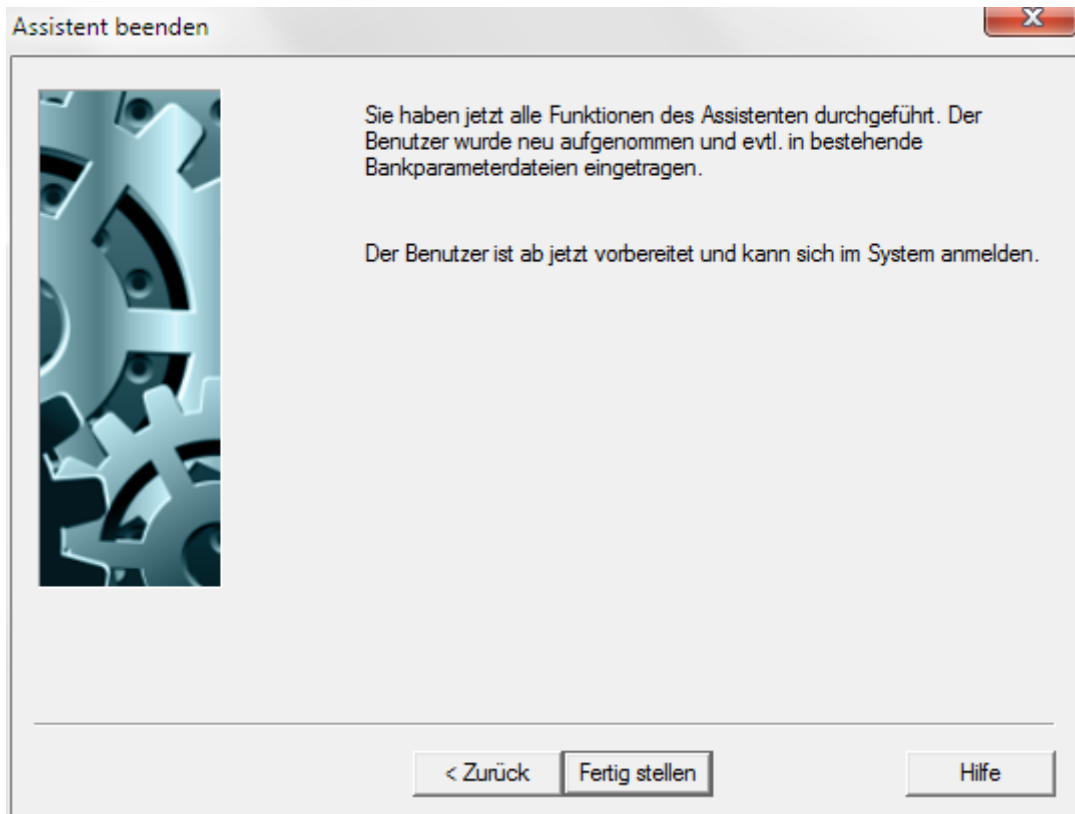 Assistent beenden
Sie haben jetzt alle Funktionen des Assistenten durchgeführt. Der
Benutzer wurde neu aufgenommen und evtl. in bestehende
Bankparameterdateien eingetragen.
Der Benutzer ist ab jetzt vorbereitet und kann sich im System anmelden.
< Zurück Fertig stellen Hilfe